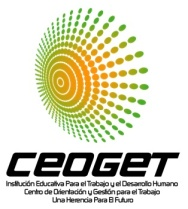 CEOGET
Institución Educativa Para el Trabajo y el Desarrollo Humano
Centro de Orientación y Gestión para el Trabajo
Una Herencia Para El Futuro